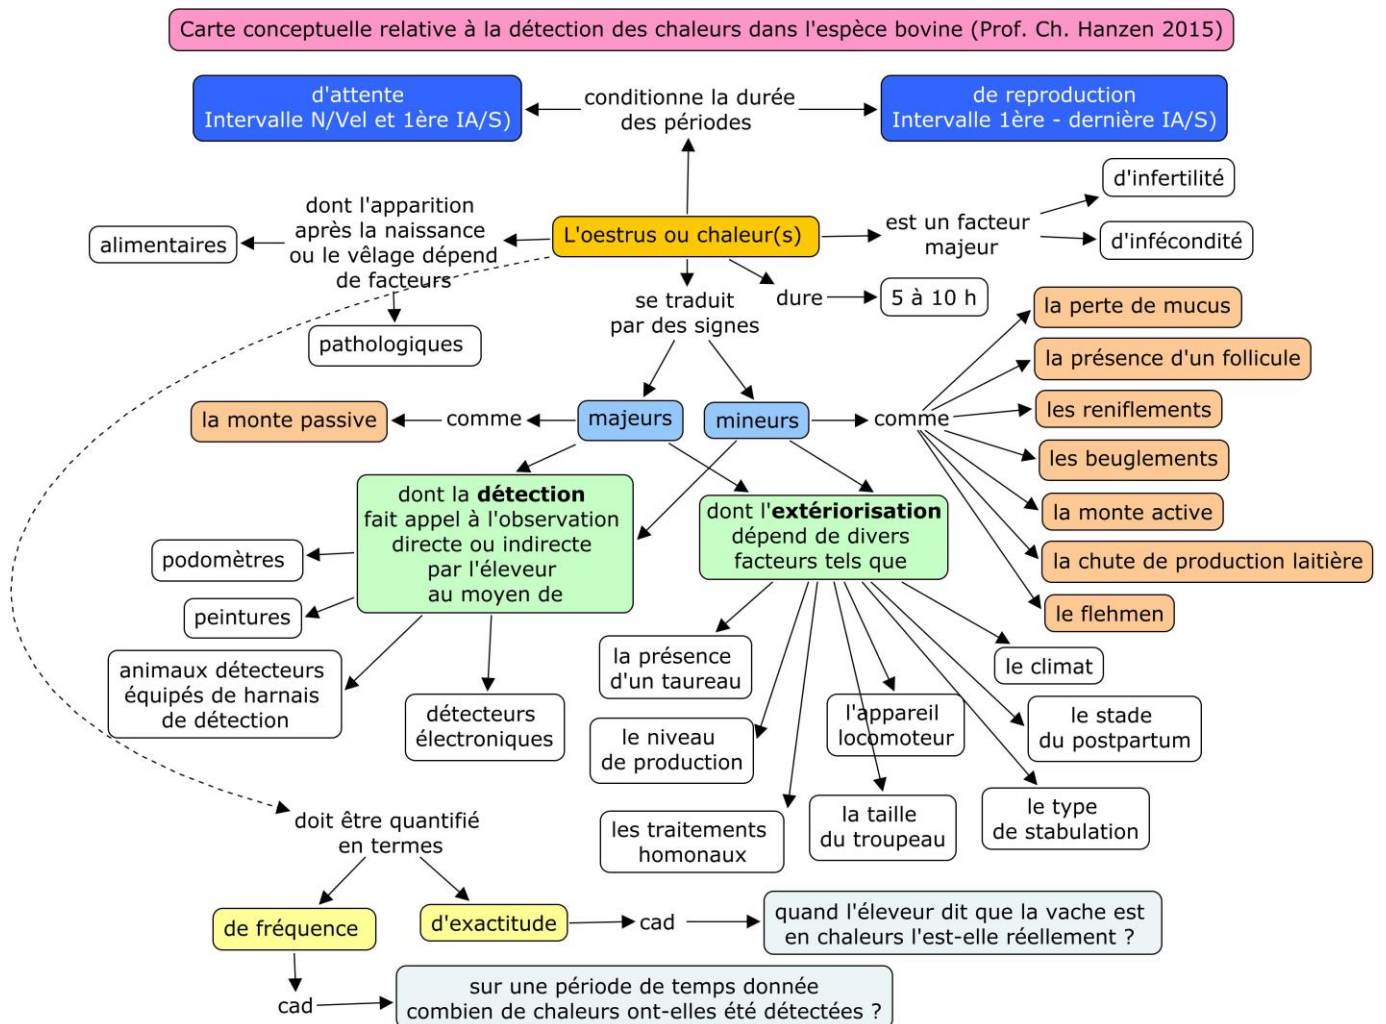 Carte conceptuelle relative à la détection des chaleurs dans l'espèce bovine (Prof. Ch. Hanzen 2015)
d'attente
Intervalle N/Vel et 1ère IA/S)
conditionne la durée
des périodes
de reproduction
Intervalle 1ère - dernière IA/S)
alimentaires
dont l'apparition
après la naissance
ou le vêlage dépend
de facteurs
pathologiques
L'oestrus ou chaleur(s)
est un facteur
majeur
d'infertilité
d'infécondité
se traduit
par des signes
dure
5 à 10 h
la monte passive
comme
majeurs
mineurs
comme
la perte de mucus
la présence d'un follicule
les reniflements
les beuglements
la monte active
la chute de production laitière
le flehmen
dont la détection
fait appel à l'observation
directe ou indirecte
par l'éleveur
au moyen de
podomètres
peintures
animaux détecteurs
équipés de harnais
de détection
détecteurs
électroniques
dont l'extériorisation
dépend de divers
facteurs tels que
la présence
d'un taureau
le niveau
de production
les traitements
homonaux
l'appareil
locomoteur
la taille
du troupeau
le climat
le stade
du postpartum
le type
de stabulation
doit être quantifié
en termes
de fréquence
d'exactitude
cad
quand l'éleveur dit que la vache est
en chaleurs l'est-elle réellement ?
cad
sur une période de temps donnée
combien de chaleurs ont-elles été détectées ?